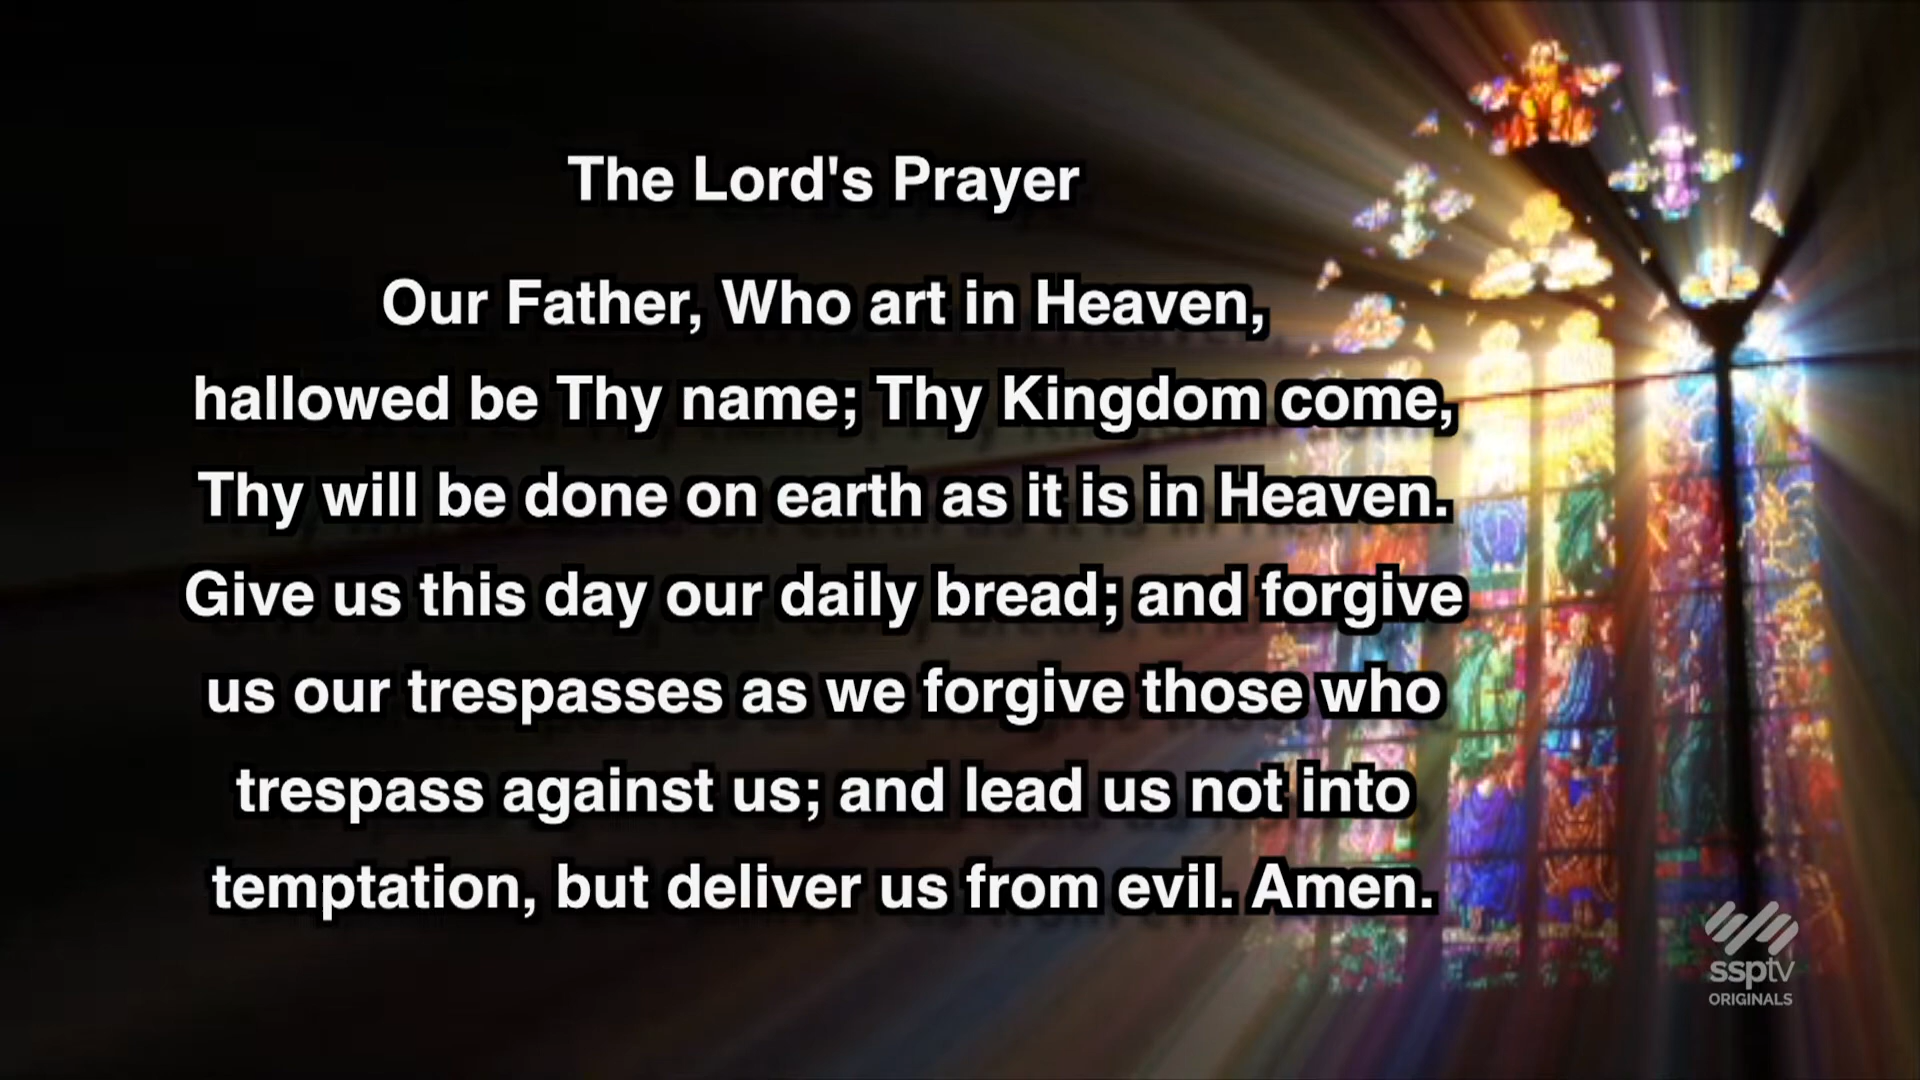 The Lord's Prayer
Our Father, Who art in Heaven,
hallowed be Thy name; Thy Kingdom come,
Thy will be done on earth as it is in Heaven.
Give us this day our daily bread; and forgive
us our trespasses as we forgive those who
trespass against us; and lead us not into
temptation, but deliver us from evil. Amen.
ssptv
ORIGINALS